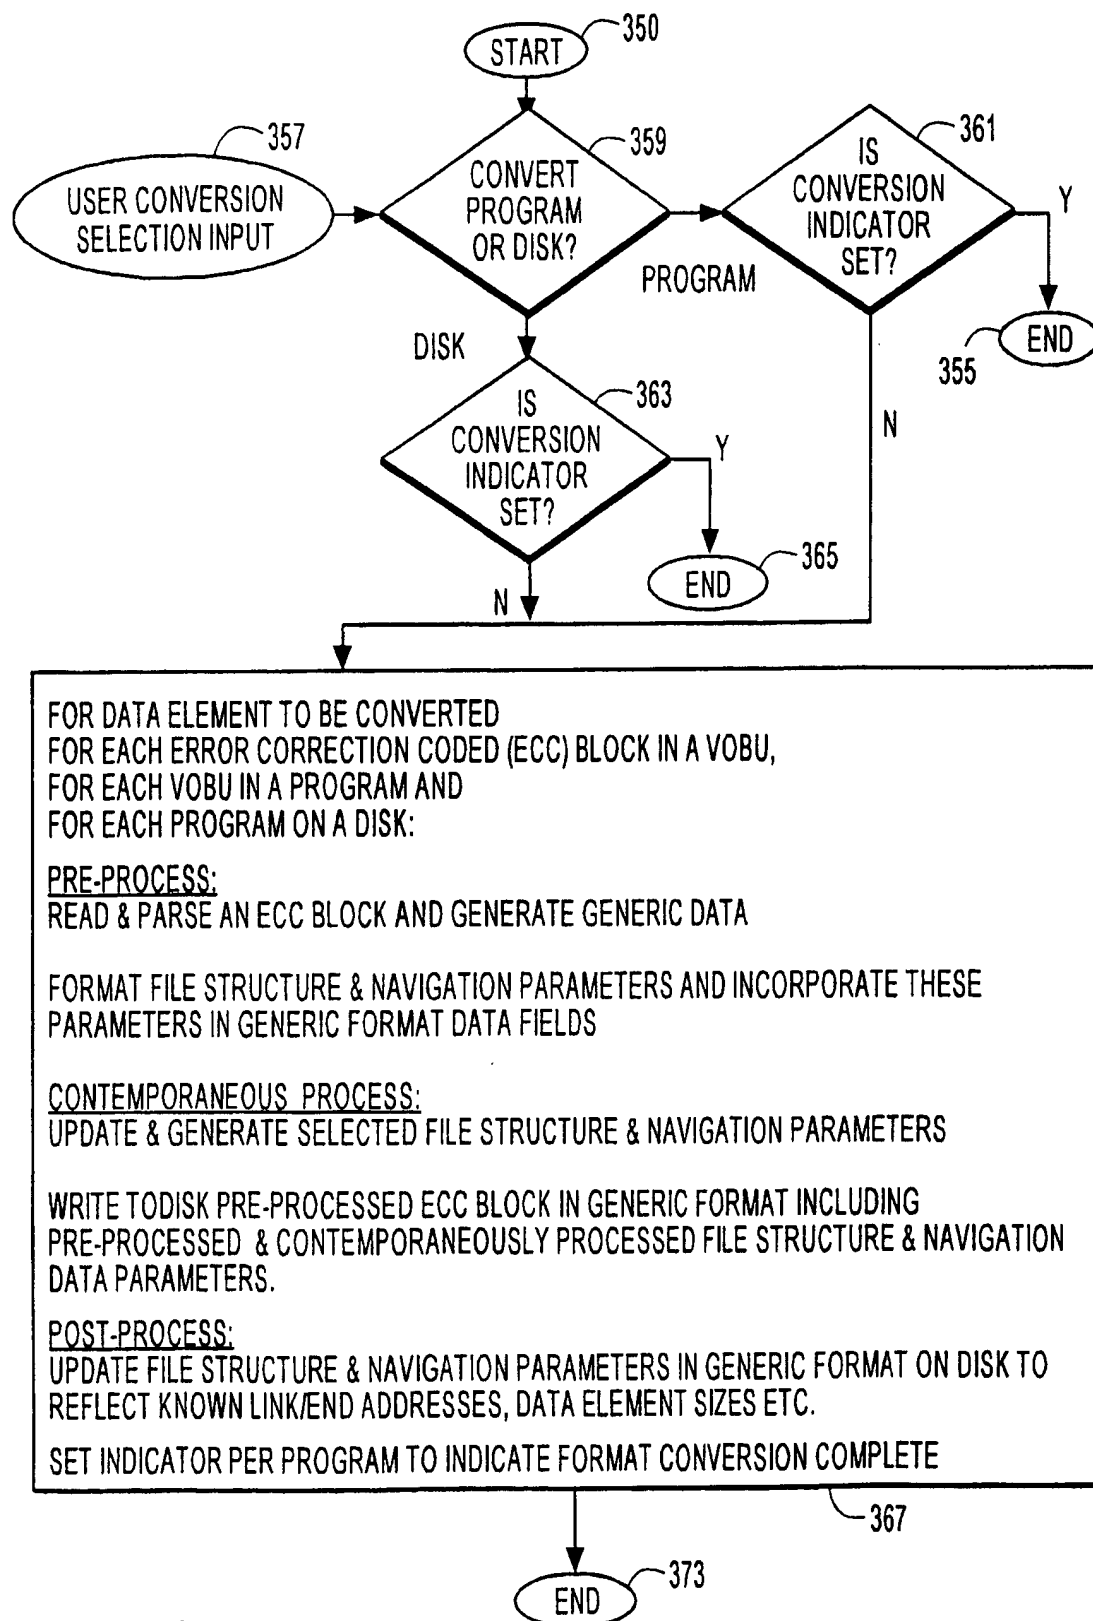 START
350
357
USER CONVERSION
SELECTION INPUT
359
CONVERT
PROGRAM
OR DISK?
361
IS
CONVERSION
INDICATOR
SET?
Y
PROGRAM
END
355
DISK
N
363
IS
CONVERSION
INDICATOR
SET?
Y
END
365
N
FOR DATA ELEMENT TO BE CONVERTED
FOR EACH ERROR CORRECTION CODED (ECC) BLOCK IN A VOBU,
FOR EACH VOBU IN A PROGRAM AND
FOR EACH PROGRAM ON A DISK:
PRE-PROCESS:
READ & PARSE AN ECC BLOCK AND GENERATE GENERIC DATA
FORMAT FILE STRUCTURE & NAVIGATION PARAMETERS AND INCORPORATE THESE
PARAMETERS IN GENERIC FORMAT DATA FIELDS
CONTEMPORANEOUS PROCESS:
UPDATE & GENERATE SELECTED FILE STRUCTURE & NAVIGATION PARAMETERS
WRITE TODISK PRE-PROCESSED ECC BLOCK IN GENERIC FORMAT INCLUDING
PRE-PROCESSED & CONTEMPORANEOUSLY PROCESSED FILE STRUCTURE & NAVIGATION
DATA PARAMETERS.
POST-PROCESS:
UPDATE FILE STRUCTURE & NAVIGATION PARAMETERS IN GENERIC FORMAT ON DISK TO
REFLECT KNOWN LINK/END ADDRESSES, DATA ELEMENT SIZES ETC.
SET INDICATOR PER PROGRAM TO INDICATE FORMAT CONVERSION COMPLETE
367
END
373